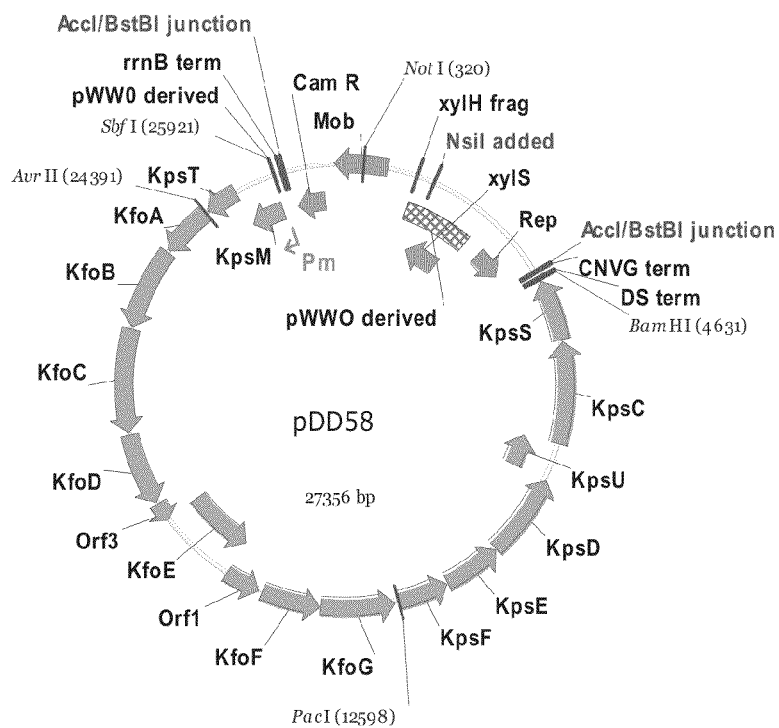 AccI/BstBI junction
rrnB term
Cam R
Not I (320)
pWW0 derived
Mob
xylH frag
Sbf I (25921)
NsiI added
Avr II (24391)
KpsT
xylS
KfoA
Rep
KpsM
Pm
AccI/BstBI junction
KfoB
CNVG term
DS term
pWWO derived
BamHI (4631)
KpsS
KfoC
KpsC
pDD58
KfoD
KpsU
27356 bp
Orf3
KpsD
KfoE
Orf1
KpsE
KfoF
KpsF
KfoG
PacI (12598)